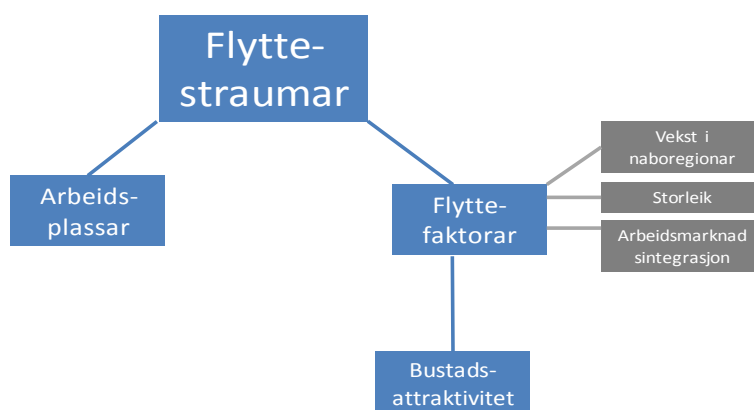 Flytte-
straumar
Arbeids-
plassar
Flytte-
faktorar
Vekst i
naboregionar
Storleik
Arbeidsmarknad
sintegrasjon
Bustads-
attraktivitet